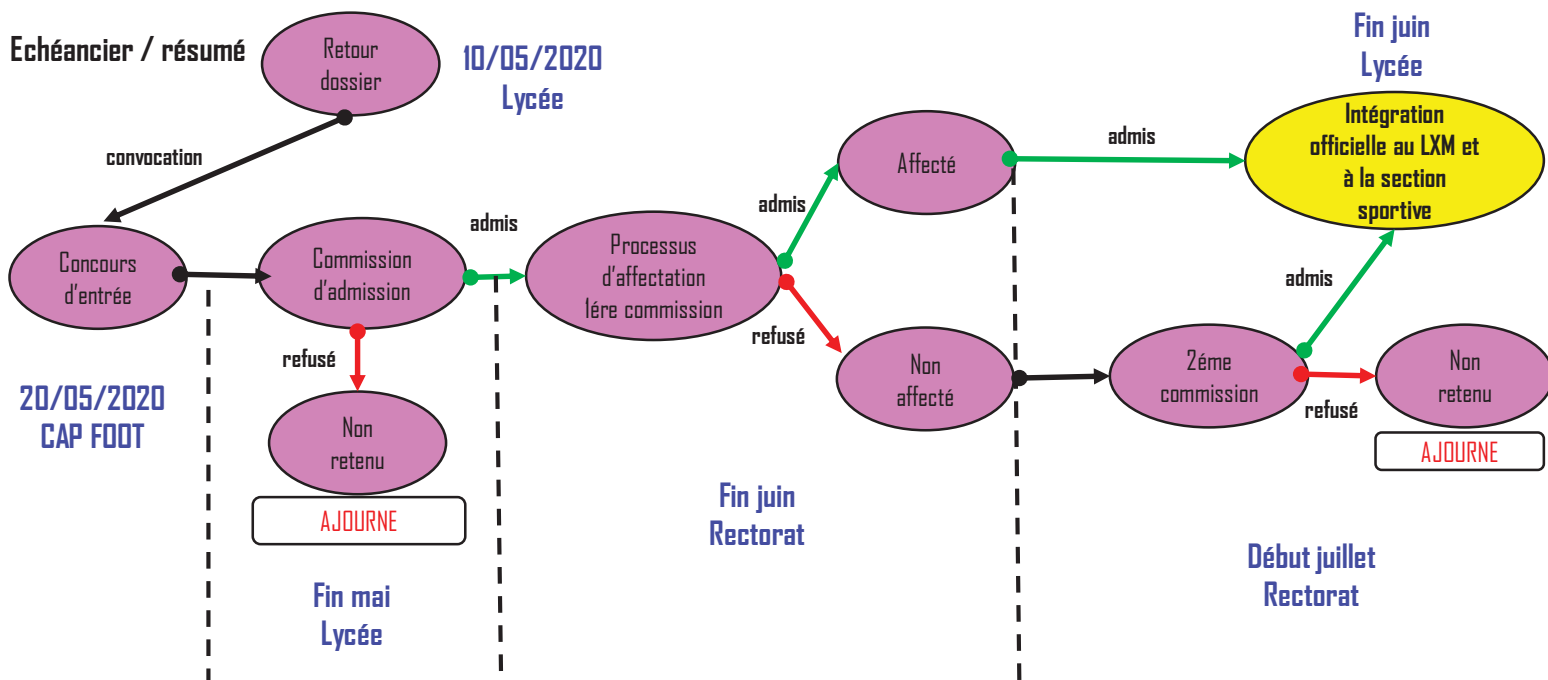 Echéancier / résumé
Retour
dossier
10/05/2020
Lycée
convocation
Concours
d'entrée
20/05/2020
CAP FOOT
Commission
d'admission
refusé
Non
retenu
AJOURNE
Fin mai
Lycée
admis
Processus
d'affectation
1ére commission
admis
refusé
Affecté
Non
affecté
Fin juin
Rectorat
admis
Fin juin
Lycée
Intégration
officielle au LXM et
à la section
sportive
2éme
commission
admis
refusé
Non
retenu
AJOURNE
Début juillet
Rectorat